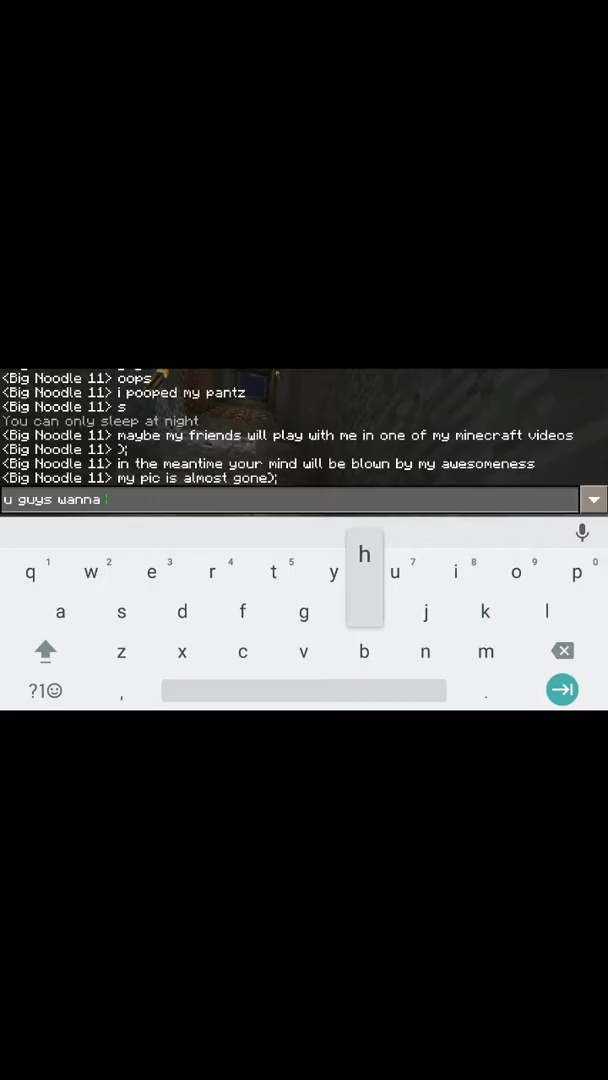 <Big Noodle 11> oops
<Big Noodle 11> i pooped my pantz
<Big Noodle 11> s
You can only sleep at night
<Big Noodle 11> maybe my friends will play with me in one of my minecraft videos
<Big Noodle 11> );
<Big Noodle 11> in the meantime your mind will be blown by my awesomeness
<Big Noodle 11> my pic is almost gone);
u guys wanna
h
1 2 3 4 5 7 8 9 0
q w e r t y u i o p
a s d f g j k l
z x c v b n m
?1☺ , .